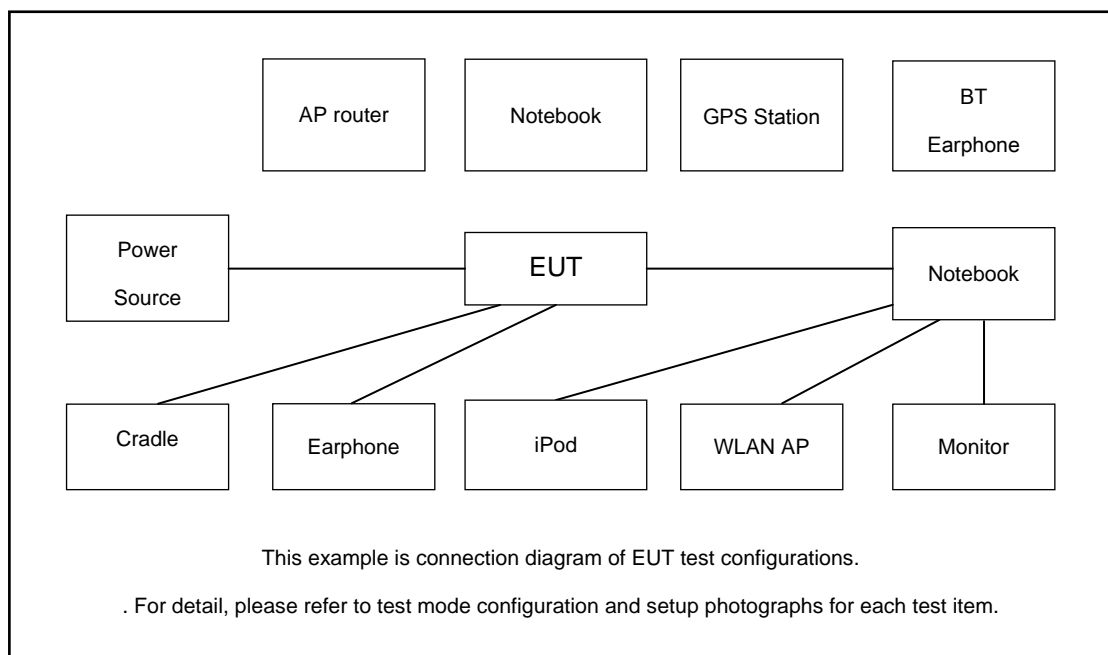 AP router
Notebook
GPS Station
BT
Earphone
Power
Source
EUT
Notebook
Cradle
Earphone
iPod
WLAN AP
Monitor
This example is connection diagram of EUT test configurations.
. For detail, please refer to test mode configuration and setup photographs for each test item.